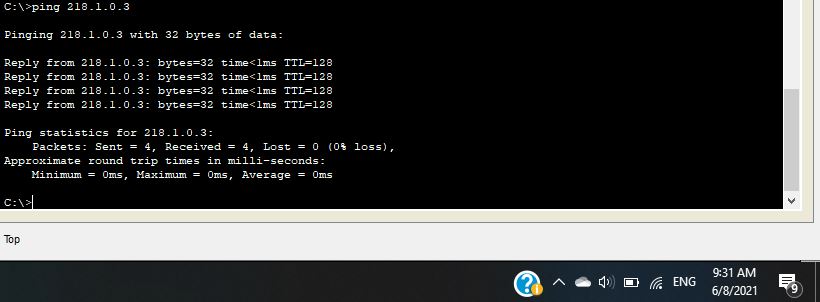 C:\>ping 218.1.0.3
Pinging 218.1.0.3 with 32 bytes of data:
Reply from 218.1.0.3: bytes=32 time<1ms TTL=128
Reply from 218.1.0.3: bytes=32 time<1ms TTL=128
Reply from 218.1.0.3: bytes=32 time<1ms TTL=128
Reply from 218.1.0.3: bytes=32 time<1ms TTL=128
Ping statistics for 218.1.0.3:
Packets: Sent = 4, Received = 4, Lost = 0 (0% loss),
Approximate round trip times in milli-seconds:
Minimum = 0ms, Maximum = 0ms, Average = 0ms
C:\>
Top
ENG
9:31 AM
6/8/2021
9